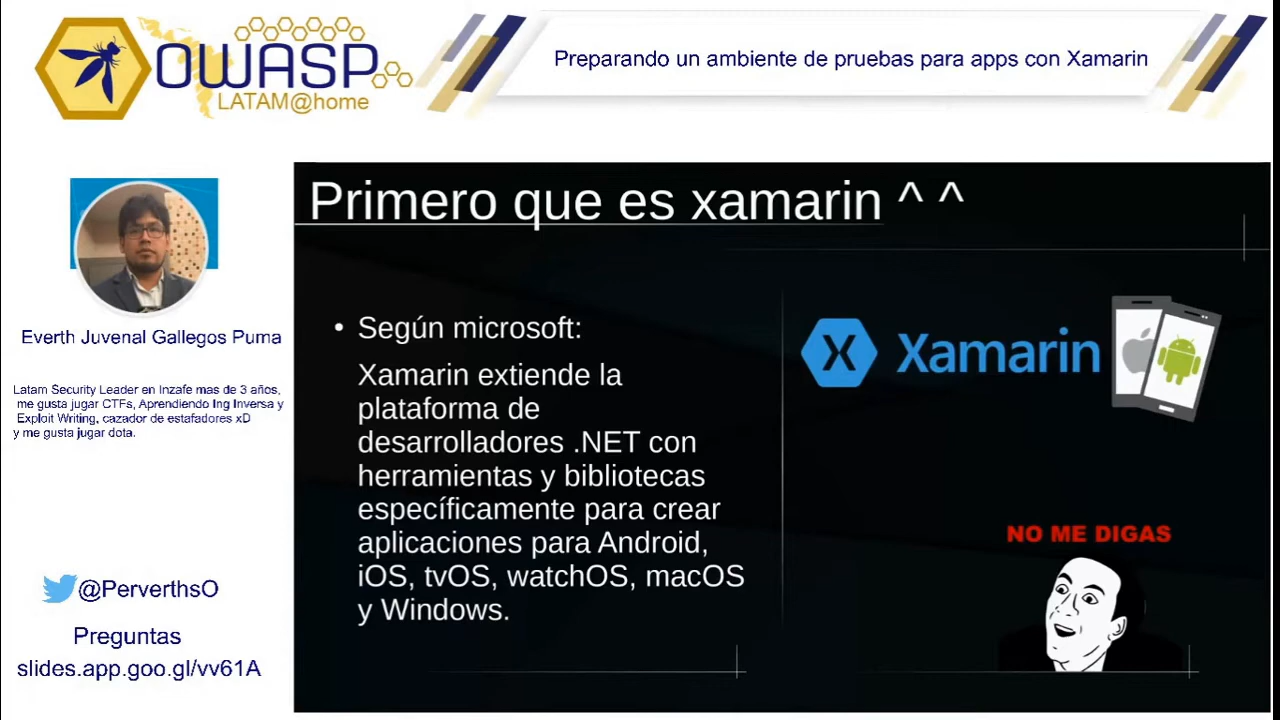 OWASP
LATAM@home
Preparando un ambiente de pruebas para apps con Xamarin
Everth Juvenal Gallegos Puma
Latam Security Leader en Inzafe mas de 3 años,
me gusta jugar CTFs, Aprendiendo Ing Inversa y
Exploit Writing, cazador de estafadores xD
y me gusta jugar dota.
@PerverthsO
Preguntas
slides.app.goo.gl/vv61A
Primero que es xamarin ^ ^
• Según microsoft:
Xamarin extiende la
plataforma de
desarrolladores .NET con
herramientas y bibliotecas
específicamente para crear
aplicaciones para Android,
iOS, tvOS, watchOS, macOS
y Windows.
X Xamarin
NO ME DIGAS